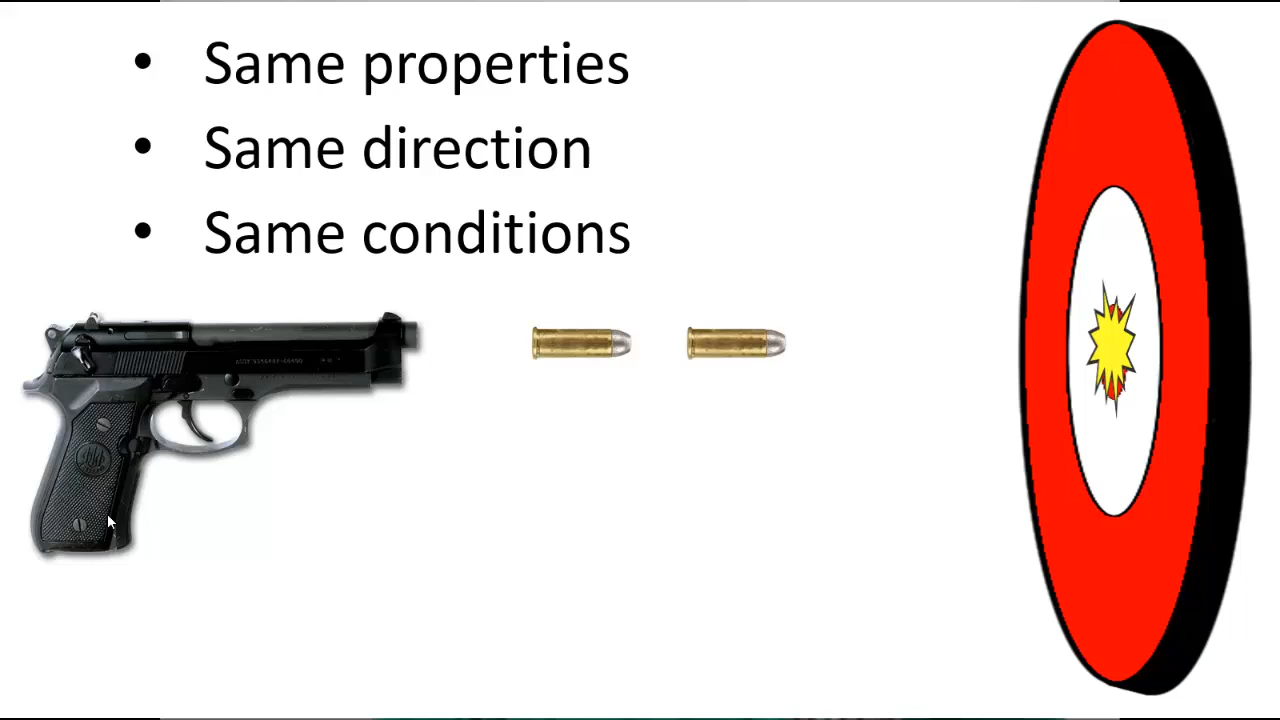 • Same properties
• Same direction
• Same conditions